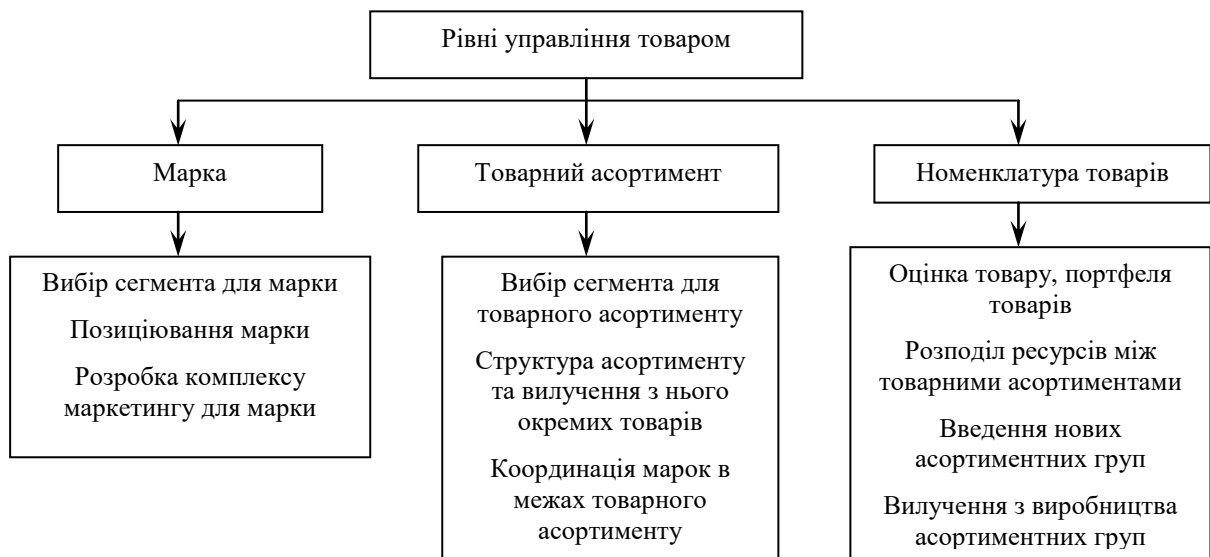 Рівні управління товаром
Марка
Товарний асортимент
Номенклатура товарів
Вибір сегмента для марки
Позиціювання марки
Розробка комплексу
маркетингу для марки
Вибір сегмента для
товарного асортименту
Структура асортименту
та вилучення з нього
окремих товарів
Координація марок в
межах товарного
асортименту
Оцінка товару, портфеля
товарів
Розподіл ресурсів між
товарними асортиментами
Введення нових
асортиментних груп
Вилучення з виробництва
асортиментних груп